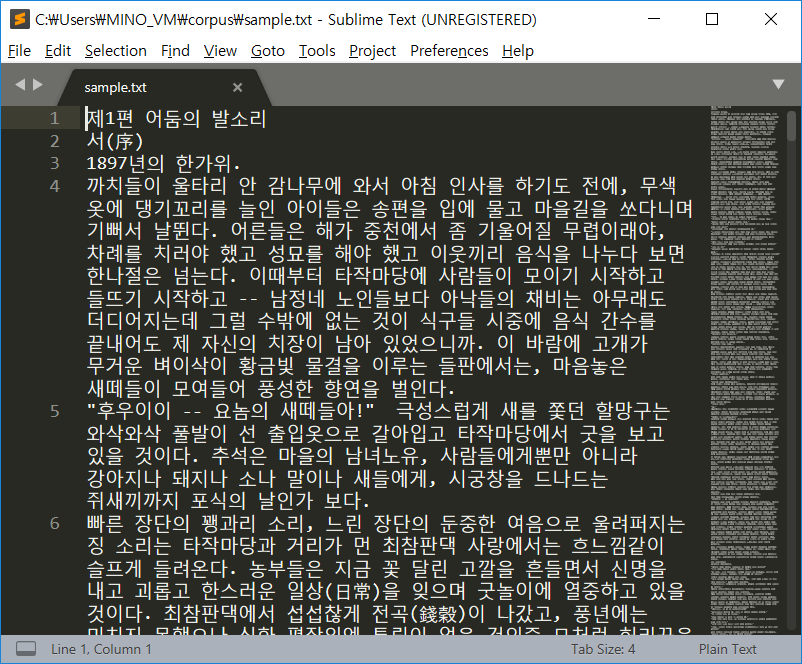 C:₩Users₩MINO_VM₩corpus₩sample.txt - Sublime Text (UNREGISTERED)
File Edit Selection Find View Goto Tools Project Preferences Help
sample.txt
1 제1편 어둠의 발소리
2 서(序)
3 1897년의 한가위.
4 까치들이 울타리 안 감나무에 와서 아침 인사를 하기도 전에, 무색
옷에 댕기꼬리를 늘인 아이들은 송편을 입에 물고 마을길을 쏘다니며
기뻐서 날뛴다. 어른들은 해가 중천에서 좀 기울어질 무렵이래야,
차례를 치러야 했고 성묘를 해야 했고 이웃끼리 음식을 나누다 보면
한나절은 넘는다. 이때부터 타작마당에 사람들이 모이기 시작하고
들뜨기 시작하고 -- 남정네 노인들보다 아낙들의 채비는 아무래도
더디어지는데 그럴 수밖에 없는 것이 식구들 시중에 음식 간수를
끝내어도 제 자신의 치장이 남아 있었으니까. 이 바람에 고개가
무거운 벼이삭이 황금빛 물결을 이루는 들판에서는, 마음놓은
새떼들이 모여들어 풍성한 향연을 벌인다.
5 "후우이이 -- 요놈의 새떼들아!"  극성스럽게 새를 쫓던 할망구는
와삭와삭 풀발이 선 출입옷으로 갈아입고 타작마당에서 굿을 보고
있을 것이다. 추석은 마을의 남녀노유, 사람들에게뿐만 아니라
강아지나 돼지나 소나 말이나 새들에게, 시궁창을 드나드는
쥐새끼까지 포식의 날인가 보다.
6 빠른 장단의 꽹과리 소리, 느린 장단의 둔중한 여음으로 울려퍼지는
징 소리는 타작마당과 거리가 먼 최참판댁 사랑에서는 흐느낌같이
슬프게 들려온다. 농부들은 지금 꽃 달린 고깔을 흔들면서 신명을
내고 괴롭고 한스러운 일상(日常)을 잊으며 굿놀이에 열중하고 있을
것이다. 최참판댁에서 섭섭잖게 전곡(錢穀)이 나갔고, 풍년에는
Line 1, Column 1 Tab Size: 4 Plain Text